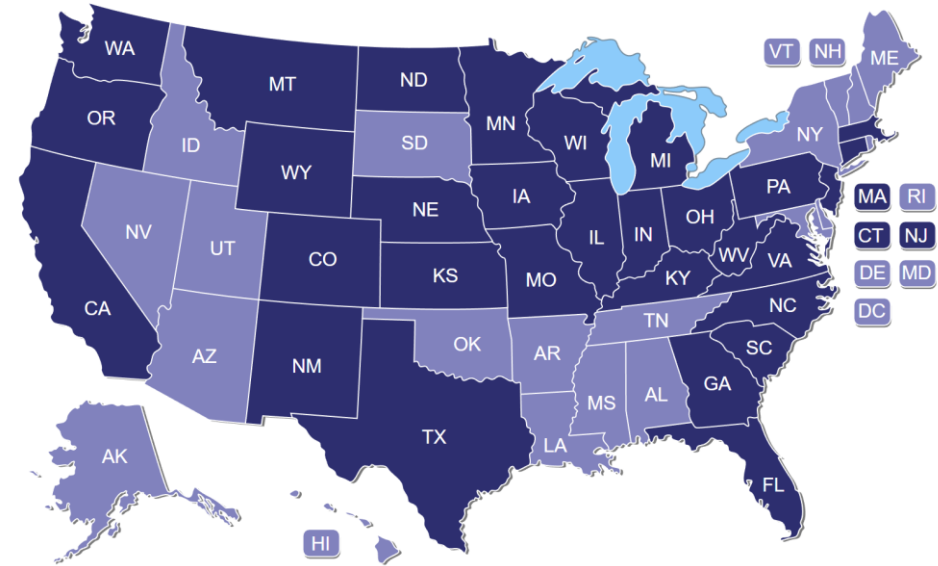 WA
MT
ND
MN
VT NH
ME
OR
ID
SD
WI
MI
NY
WY
IA
PA
NE
MA RI
NV
UT
CO
IL
IN
OH
WV
VA
CT NJ
KS
MO
KY
DE MD
CA
NC
DC
TN
AZ
NM
OK
AR
SC
MS
AL
GA
TX
LA
AK
FL
HI